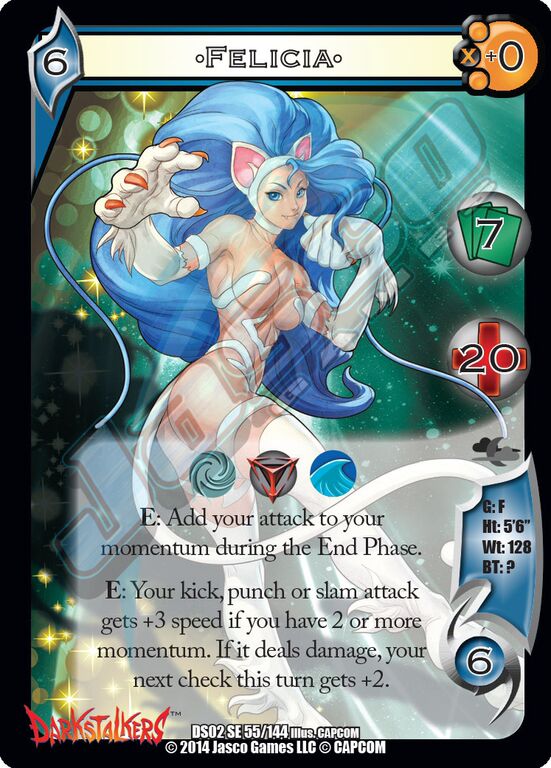 6
·FELICIA·
X +0
7
20
G: F
Ht: 5'6"
Wt: 128
BT: ?
E: Add your attack to your
momentum during the End Phase.
E: Your kick, punch or slam attack
gets +3 speed if you have 2 or more
momentum. If it deals damage, your
next check this turn gets +2.
6
DARKSTALKERS™
DS02 SE 55/144 Illus. CAPCOM
© 2014 Jasco Games LLC © CAPCOM